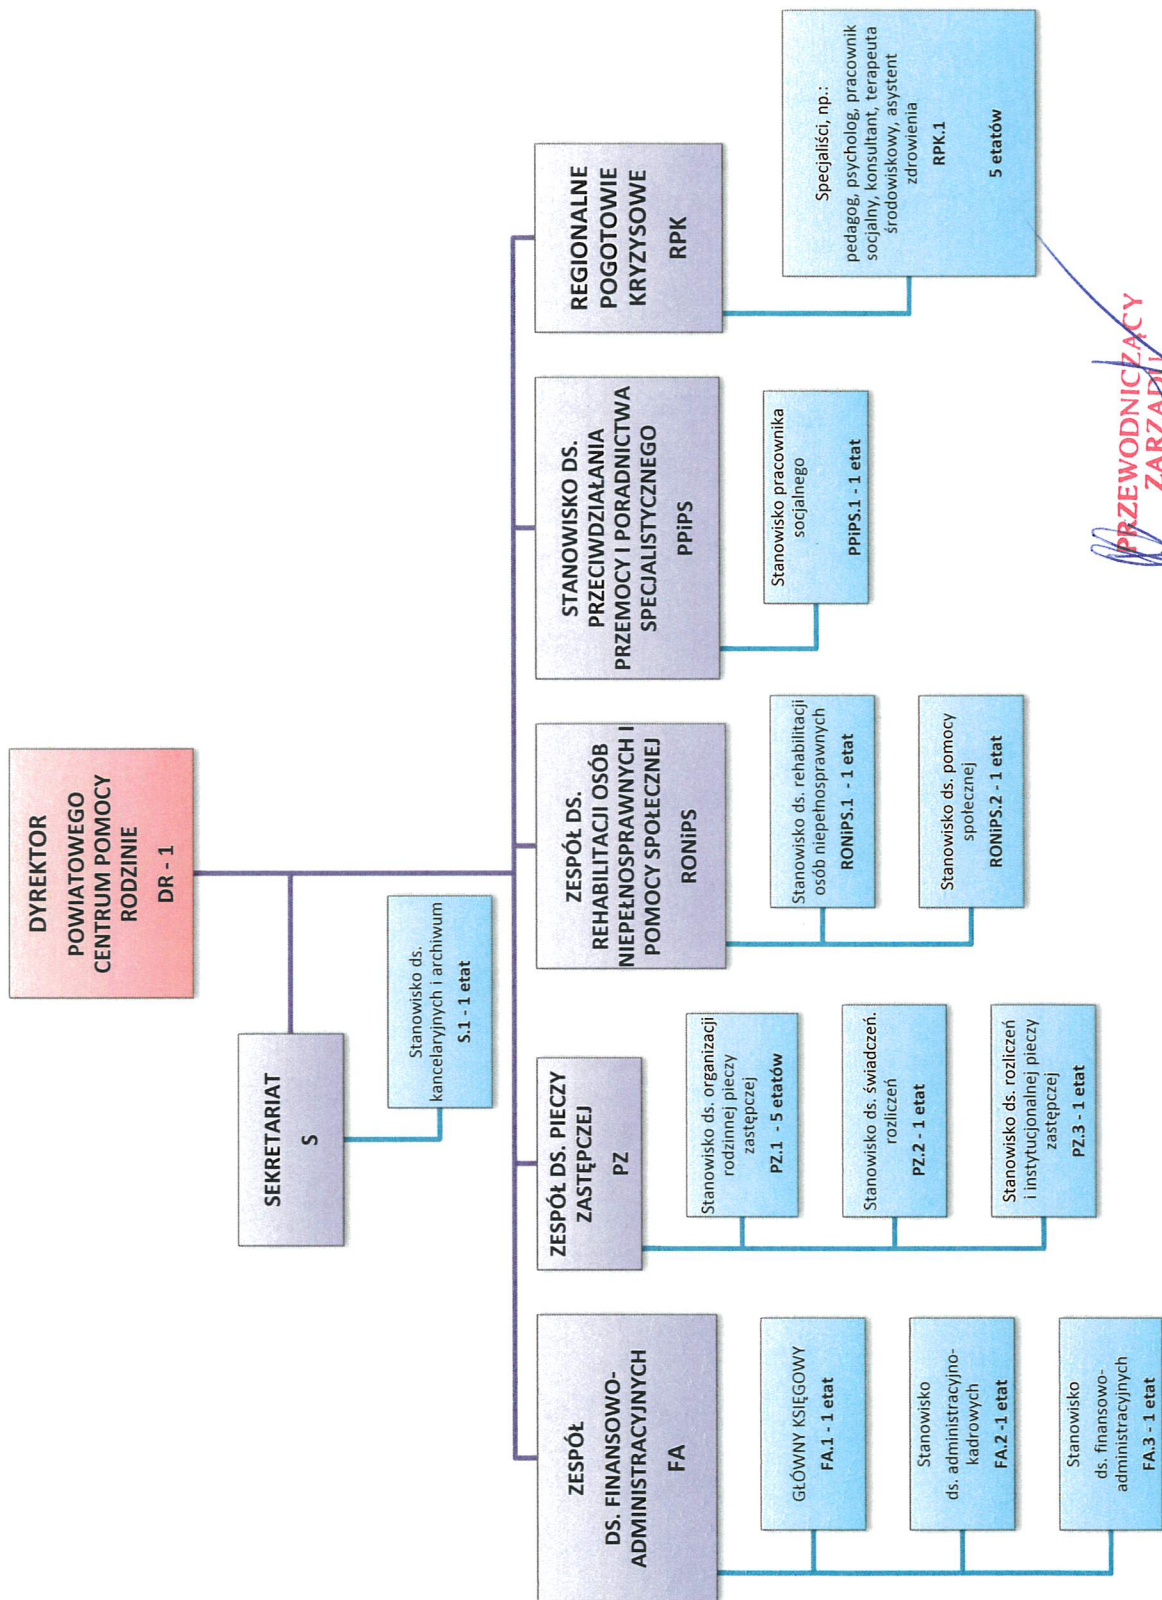 DYREKTOR
POWIATOWEGO
CENTRUM POMOCY
RODZINIE
DR - 1
SEKRETARIAT
S
Stanowisko ds.
kancelaryjnych i archiwum
S.1 - 1 etat
ZESPÓŁ
DS. FINANSOWO-
ADMINISTRACYJNYCH
FA
GŁÓWNY KSIĘGOWY
FA.1 - 1 etat
Stanowisko
ds. administracyjno-
kadrowych
FA.2 -1 etat
Stanowisko
ds. finansowo-
administracyjnych
FA.3 - 1 etat
ZESPÓŁ DS. PIECZY
ZASTĘPCZEJ
PZ
Stanowisko ds. organizacji
rodzinnej pieczy
zastępczej
PZ.1 - 5 etatów
Stanowisko ds. świadczeń.
rozliczeń
PZ.2 - 1 etat
Stanowisko ds. rozliczeń
i instytucjonalnej pieczy
zastępczej
PZ.3 - 1 etat
ZESPÓŁ DS.
REHABILITACJI OSÓB
NIEPEŁNOSPRAWNYCH I
POMOCY SPOŁECZNEJ
RONiPS
Stanowisko ds. rehabilitacji
osób niepełnosprawnych
RONiPS.1 - 1 etat
Stanowisko ds. pomocy
społecznej
RONiPS.2 - 1 etat
STANOWISKO DS.
PRZECIWDZIAŁANIA
PRZEMOCY I PORADNICTWA
SPECJALISTYCZNEGO
PPiPS
Stanowisko pracownika
socjalnego
PPiPS.1 - 1 etat
REGIONALNE
POGOTOWIE
KRYZYSOWE
RPK
Specjaliści, np.:
pedagog, psycholog, pracownik
socjalny, konsultant, terapeuta
środowiskowy, asystent
zdrowienia
RPK.1
5 etatów
PRZEWODNICZĄCY
ZARZĄDU